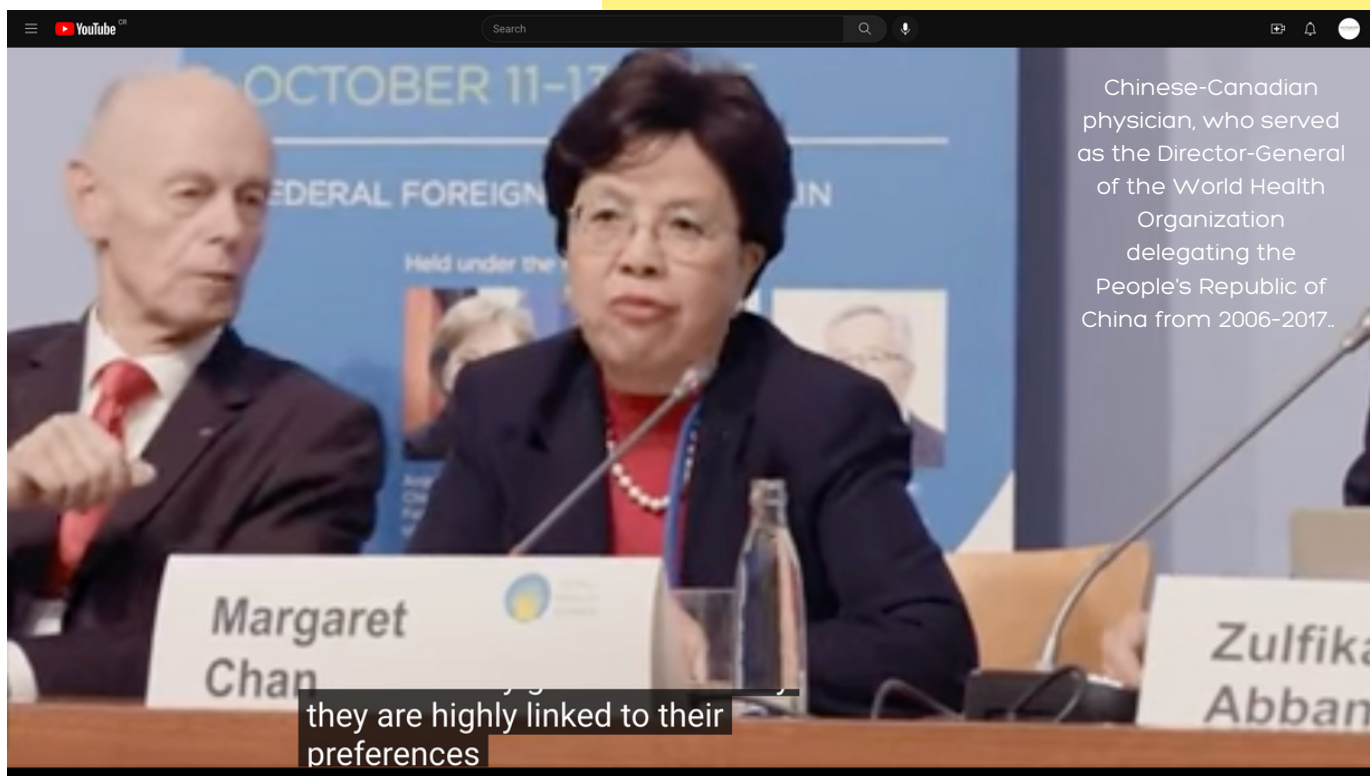 YouTube CR
Search
OCTOBER 11-1
FEDERAL FOREIGN
IN
Held under the
Chinese-Canadian
physician, who served
as the Director-General
of the World Health
Organization
delegating the
People's Republic of
China from 2006-2017..
Margaret
Chan
Zulfika
Abban
they are highly linked to their
preferences